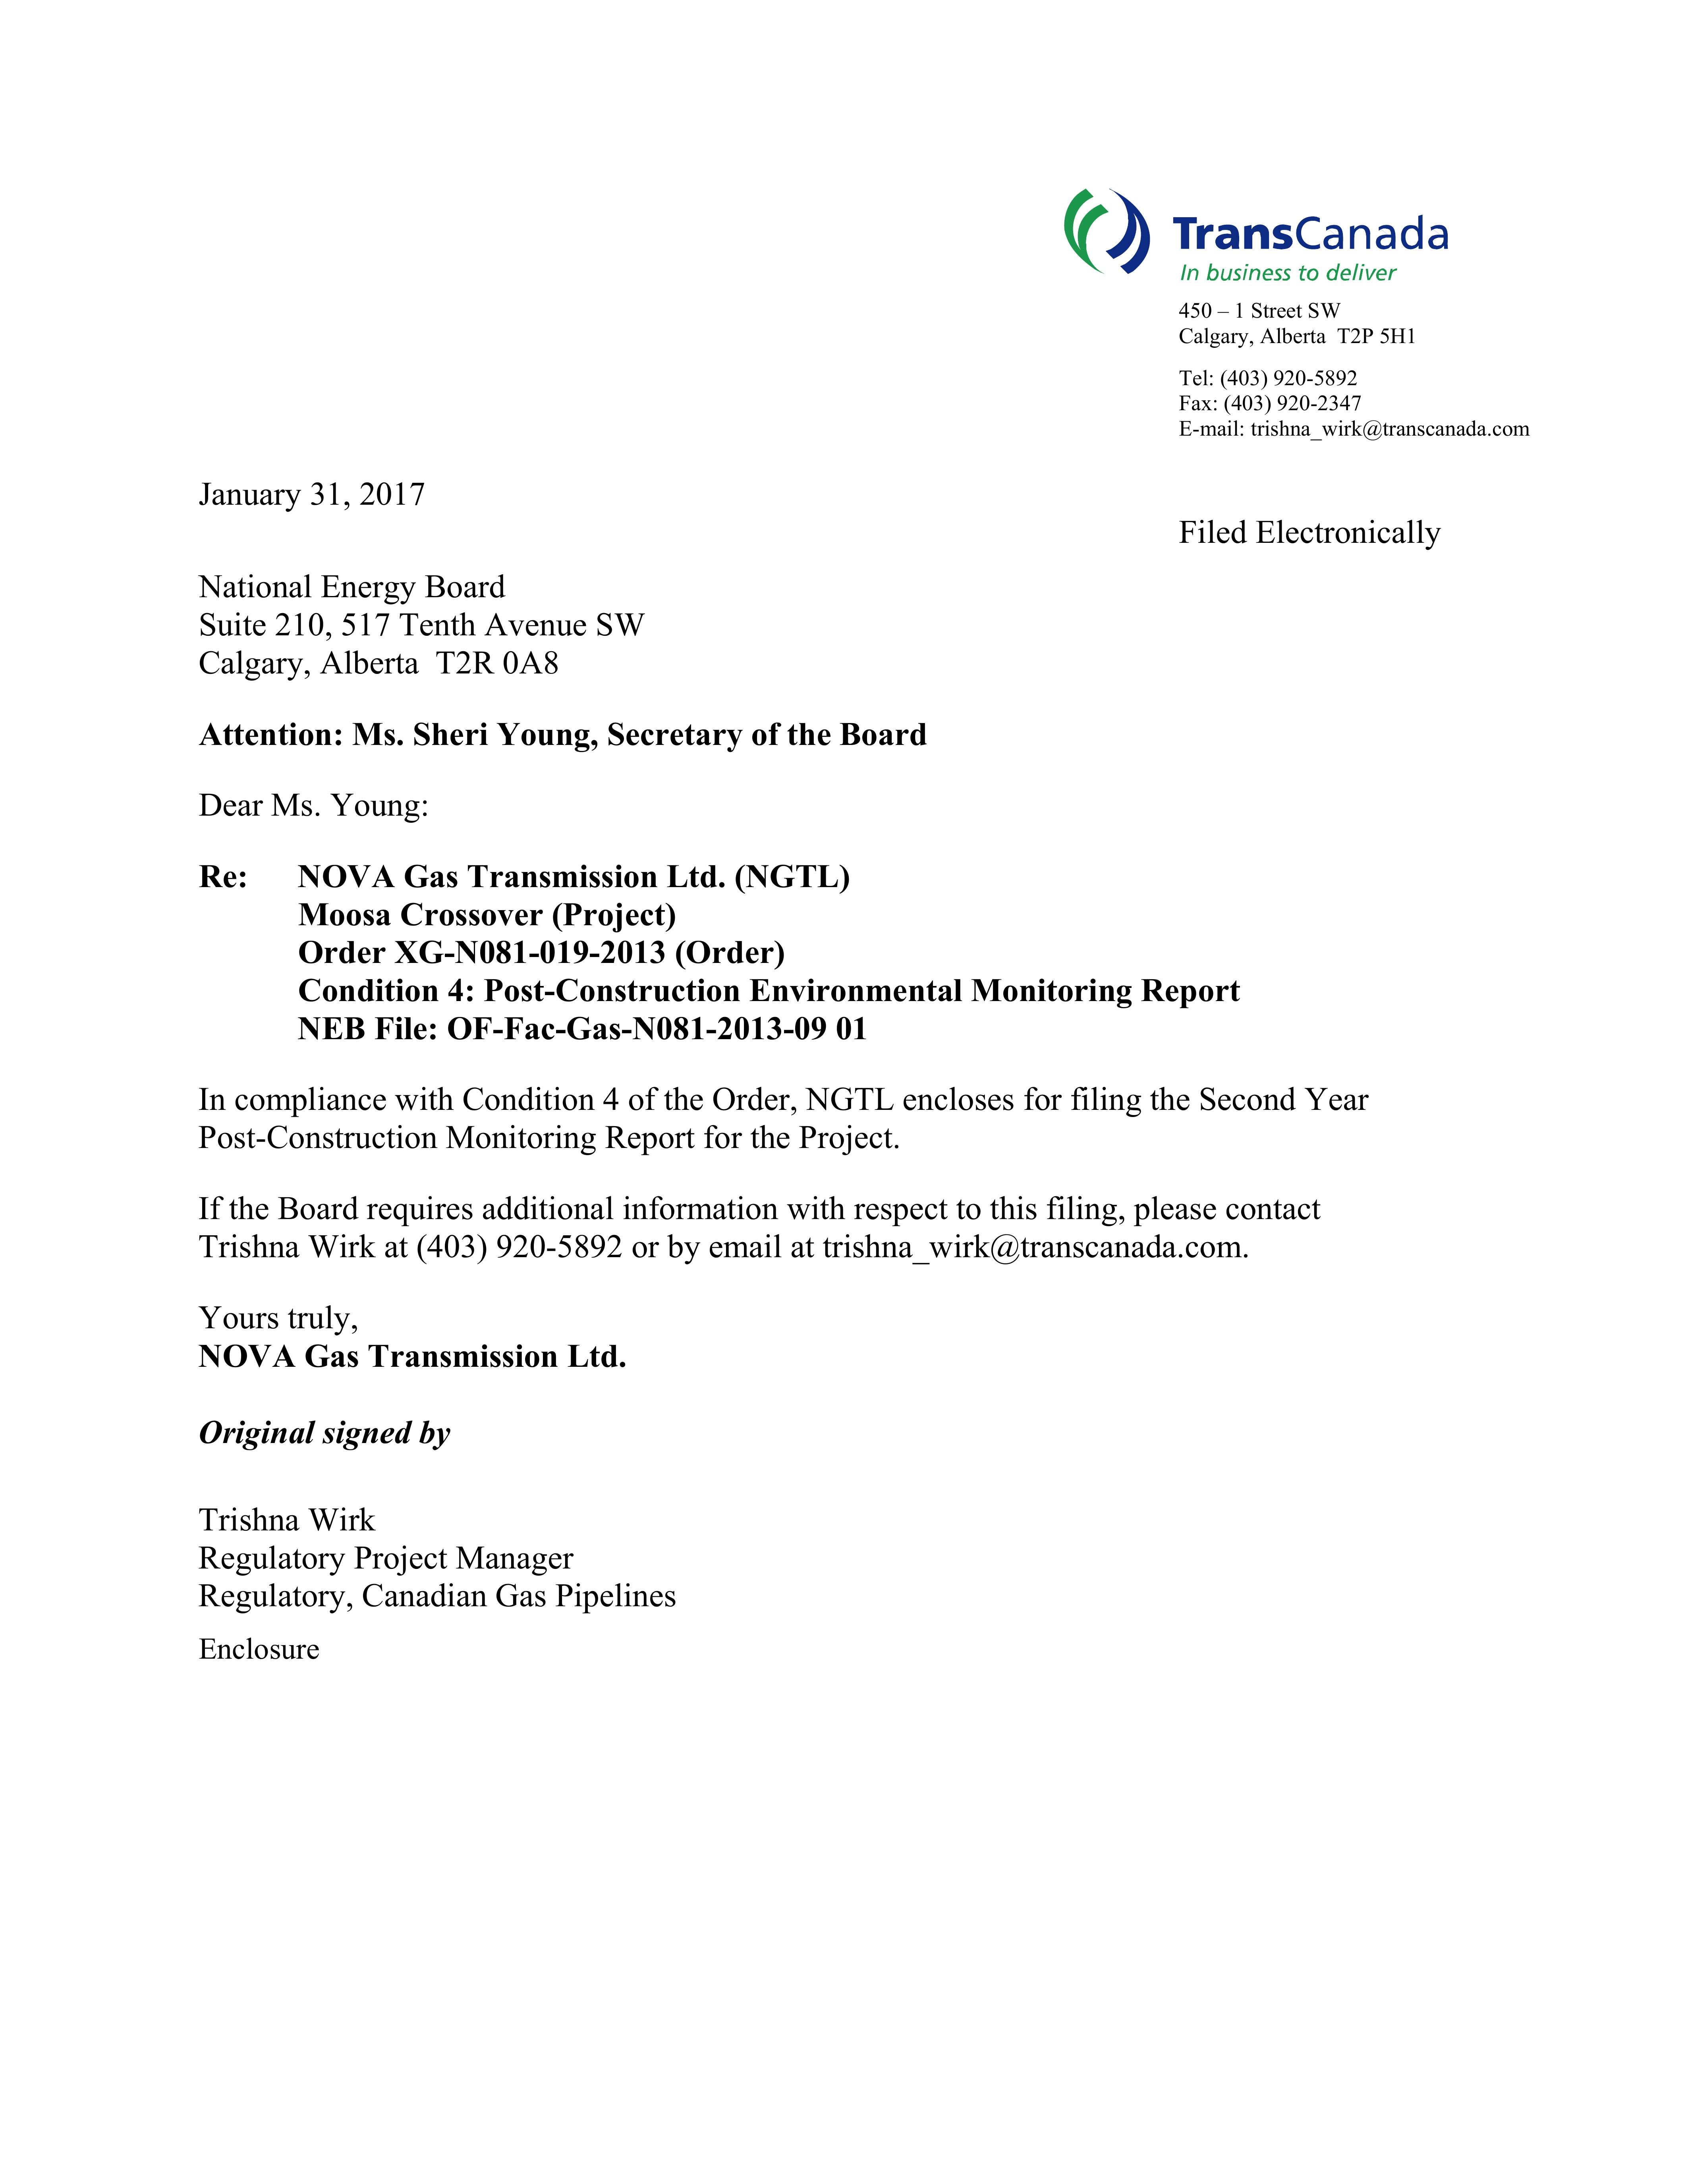 TransCanada
In business to deliver
450 – 1 Street SW
Calgary, Alberta  T2P 5H1
Tel: (403) 920-5892
Fax: (403) 920-2347
E-mail: trishna_wirk@transcanada.com
January 31, 2017
Filed Electronically
National Energy Board
Suite 210, 517 Tenth Avenue SW
Calgary, Alberta  T2R 0A8
Attention: Ms. Sheri Young, Secretary of the Board
Dear Ms. Young:
Re: NOVA Gas Transmission Ltd. (NGTL)
Moosa Crossover (Project)
Order XG-N081-019-2013 (Order)
Condition 4: Post-Construction Environmental Monitoring Report
NEB File: OF-Fac-Gas-N081-2013-09 01
In compliance with Condition 4 of the Order, NGTL encloses for filing the Second Year
Post-Construction Monitoring Report for the Project.
If the Board requires additional information with respect to this filing, please contact
Trishna Wirk at (403) 920-5892 or by email at trishna_wirk@transcanada.com.
Yours truly,
NOVA Gas Transmission Ltd.
Original signed by
Trishna Wirk
Regulatory Project Manager
Regulatory, Canadian Gas Pipelines
Enclosure